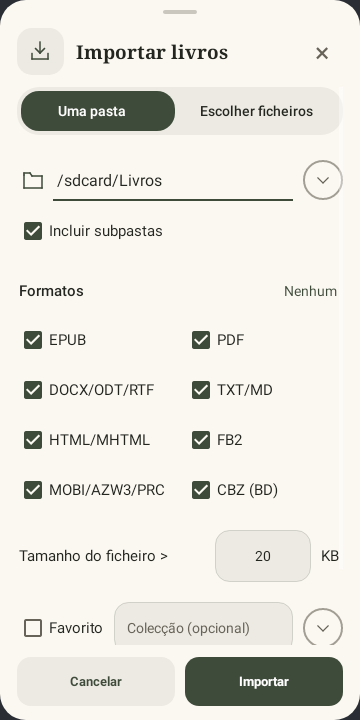 Importar livros
Uma pasta
Escolher ficheiros
/sdcard/Livros
Incluir subpastas
Formatos
Nenhum
EPUB
PDF
DOCX/ODT/RTF
TXT/MD
HTML/MHTML
FB2
MOBI/AZW3/PRC
CBZ (BD)
Tamanho do ficheiro >
20
KB
Favorito
Colecção (opcional)
Cancelar
Importar